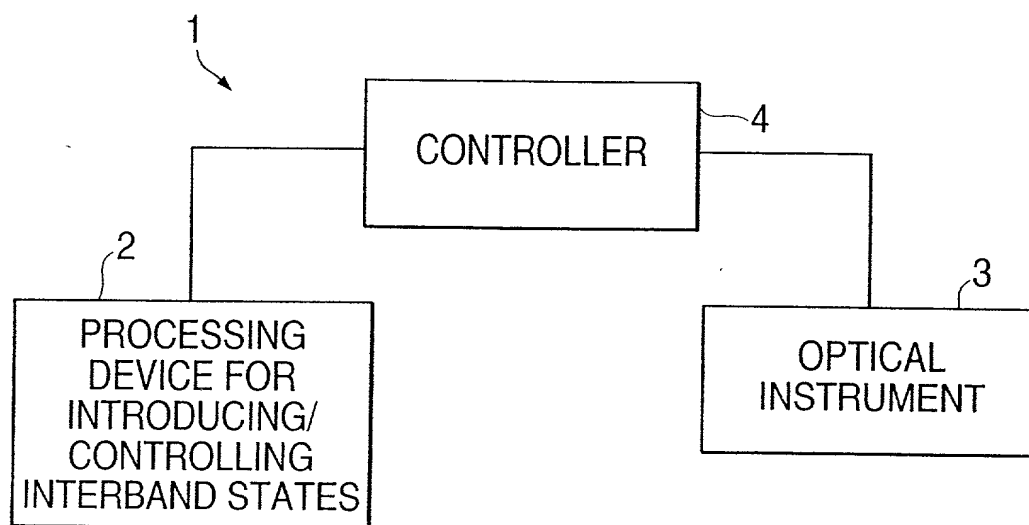 1
CONTROLLER
4
2
PROCESSING
DEVICE FOR
INTRODUCING/
CONTROLLING
INTERBAND STATES
3
OPTICAL
INSTRUMENT